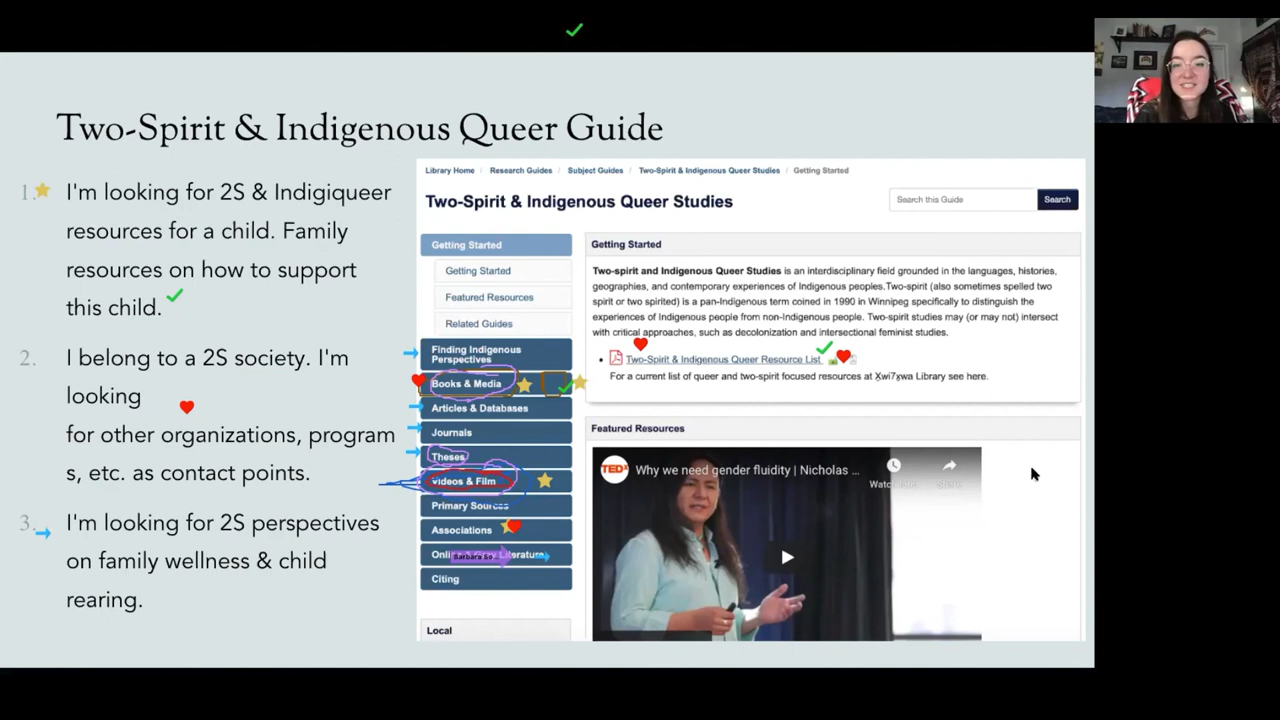 Two-Spirit & Indigenous Queer Guide
1. I'm looking for 2S & Indigiqueer
resources for a child. Family
resources on how to support
this child.
2. I belong to a 2S society. I'm
looking
for other organizations, program
s, etc. as contact points.
3. I'm looking for 2S perspectives
on family wellness & child
rearing.
Library Home / Research Guides / Subject Guides / Two-Spirit & Indigenous Queer Studies / Getting Started
Two-Spirit & Indigenous Queer Studies
Search this Guide
Search
Getting Started
Getting Started
Featured Resources
Related Guides
Finding Indigenous
Perspectives
Books & Media
Articles & Databases
Journals
Theses
Videos & Film
Primary Sources
Associations
Online & Gray Literature
Citing
Local
Getting Started
Two-spirit and Indigenous Queer Studies is an interdisciplinary field grounded in the languages, histories,
geographies, and contemporary experiences of Indigenous peoples.Two-spirit (also sometimes spelled two
spirit or two spirited) is a pan-Indigenous term coined in 1990 in Winnipeg specifically to distinguish the
experiences of Indigenous people from non-Indigenous people. Two-spirit studies may (or may not) intersect
with critical approaches, such as decolonization and intersectional feminist studies.
• Two-Spirit & Indigenous Queer Resource List
For a current list of queer and two-spirit focused resources at X̱wi7x̱wa Library see here.
Featured Resources
TEDx
Why we need gender fluidity | Nicholas ...
Share